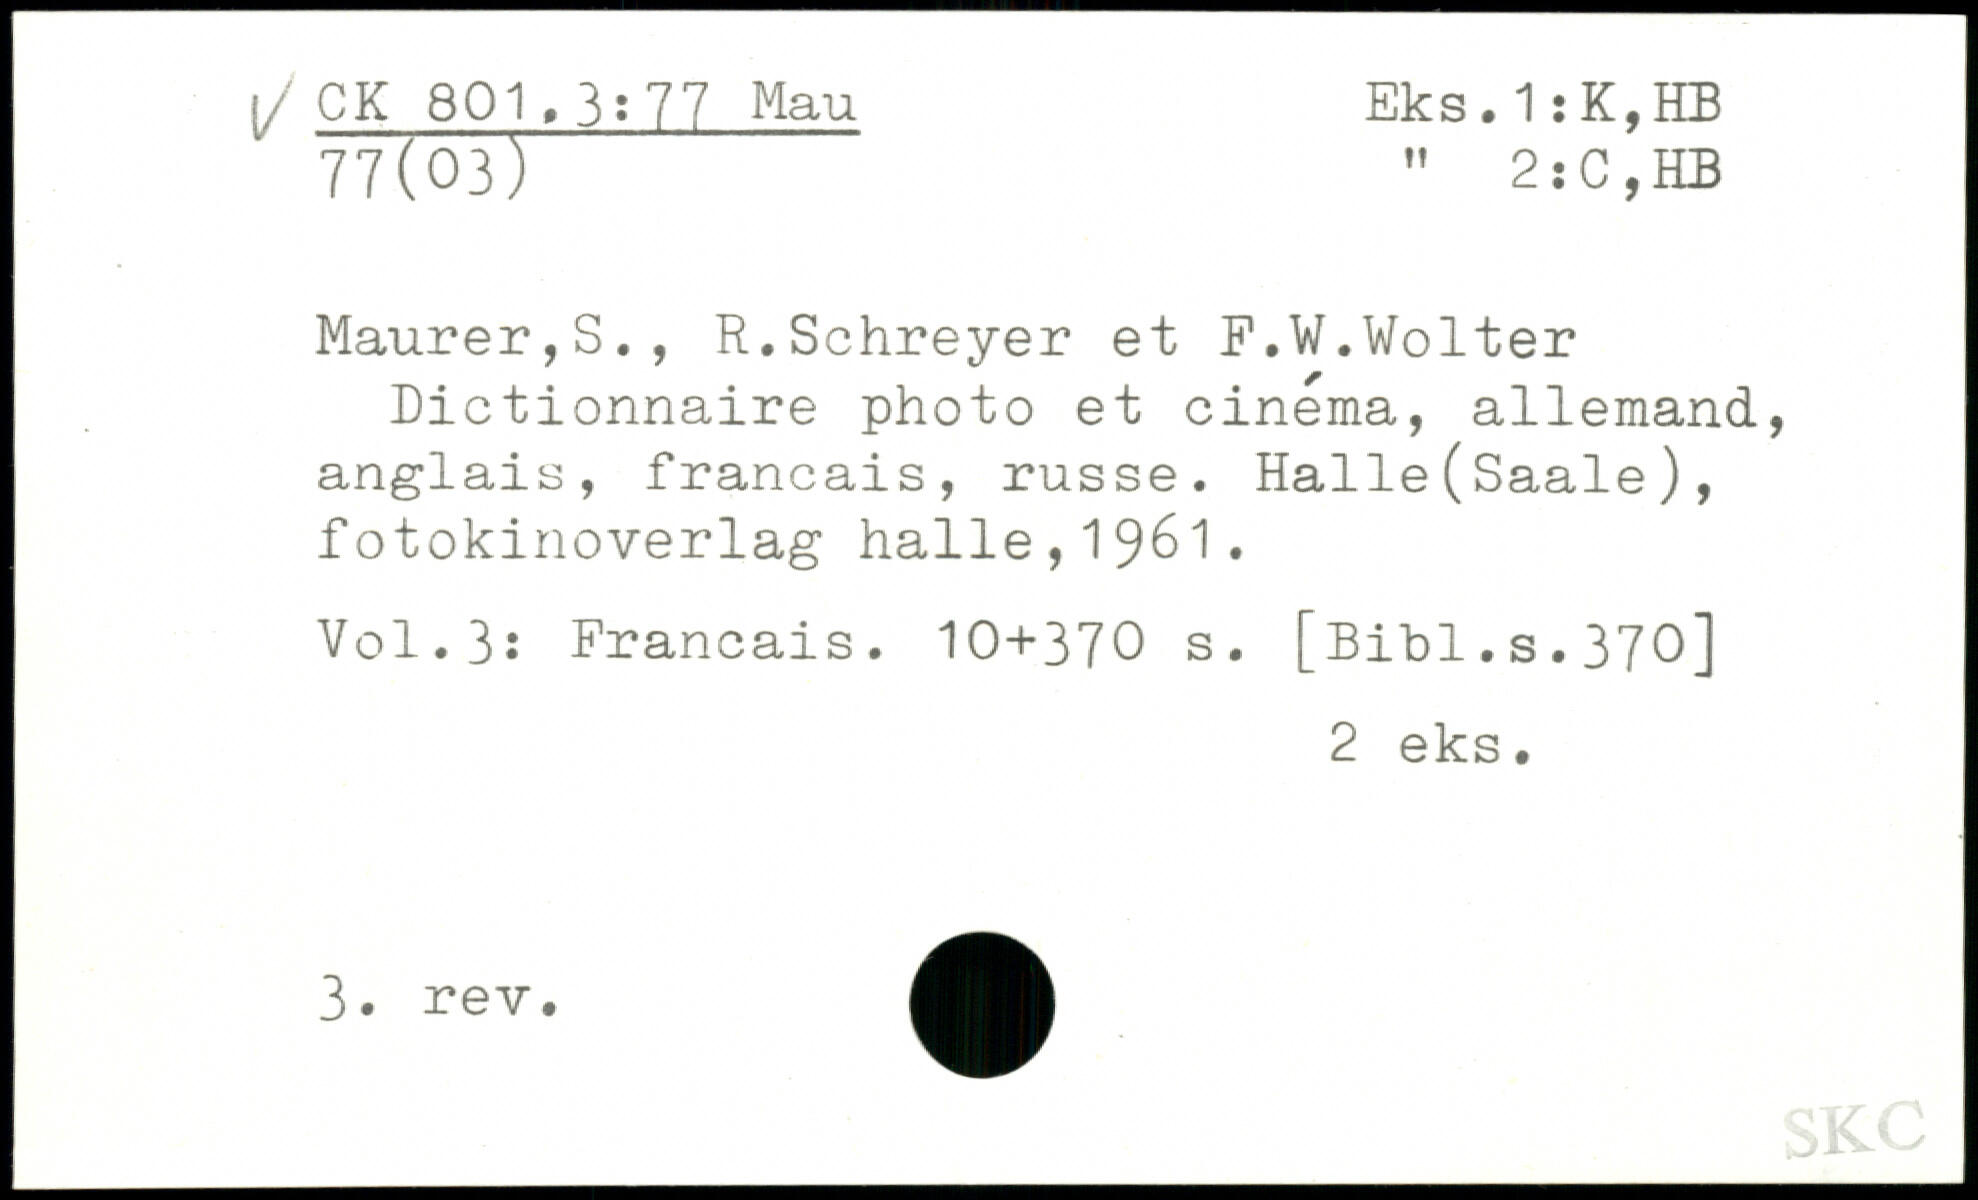 ✓ CK 801.3:77 Mau Eks.1:K,HB
77(03) " 2:C,HB
Maurer,S., R.Schreyer et F.W.Wolter
Dictionnaire photo et cinéma, allemand,
anglais, francais, russe. Halle(Saale),
fotokinoverlag halle,1961.
Vol.3: Francais. 10+370 s. [Bibl.s.370]
2 eks.
3. rev.
SKC